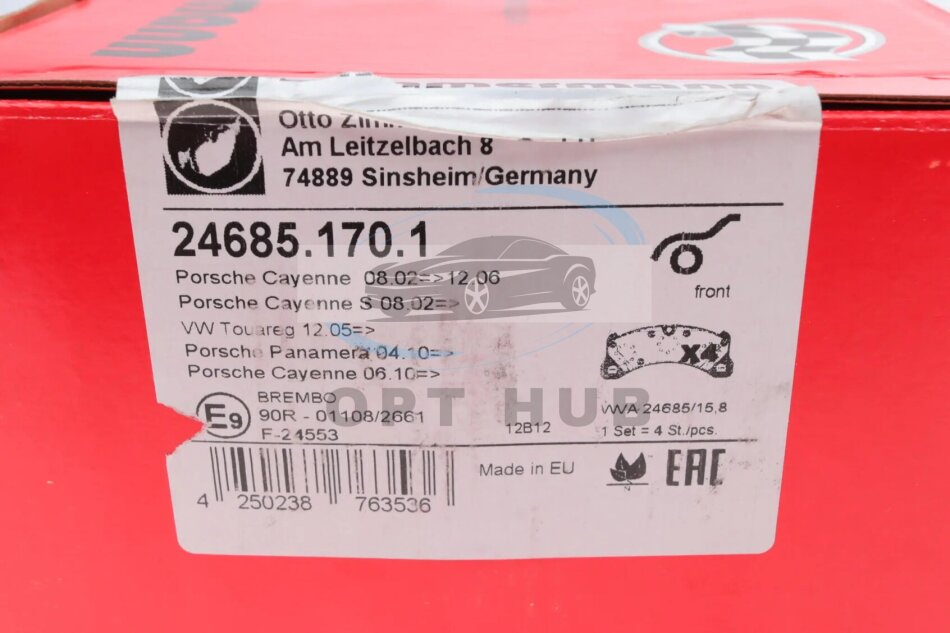 Otto
Am Leitzelbach 8
74889 Sinsheim/Germany
24685.170.1
Porsche Cayenne 08.02=>12.06
Porsche Cayenne S 08.02=>
VW Touareg 12.05=>
Porsche Panamera 04.10=>
Porsche Cayenne 06.10=>
front
X4
OPT HUB
E9
BREMBO
90R - 01108/2661
F-24553
12B12
WVA 24685/15,8
1 Set = 4 St./pcs.
Made in EU
EAC
4 250238 763536